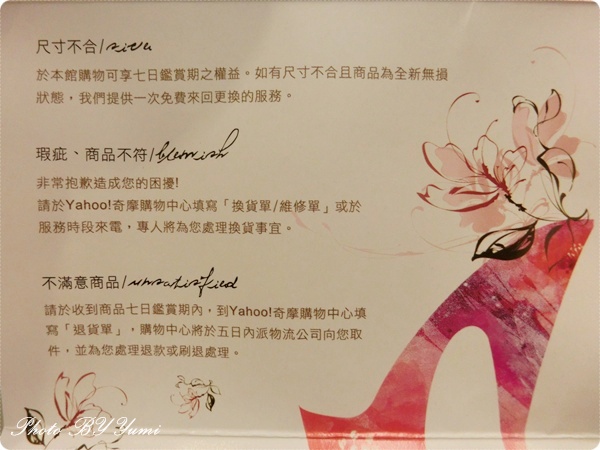 尺寸不合/size
於本館購物可享七日鑑賞期之權益。如有尺寸不合且商品為全新無損
狀態，我們提供一次免費來回更換的服務。
瑕疵、商品不符/blemish
非常抱歉造成您的困擾!
請於Yahoo!奇摩購物中心填寫「換貨單/維修單」或於
服務時段來電，專人將為您處理換貨事宜。
不滿意商品/unsatisfied
請於收到商品七日鑑賞期內，到Yahoo!奇摩購物中心填
寫「退貨單」，購物中心將於五日內派物流公司向您取
件，並為您處理退款或刷退處理。
Photo BY Yumi